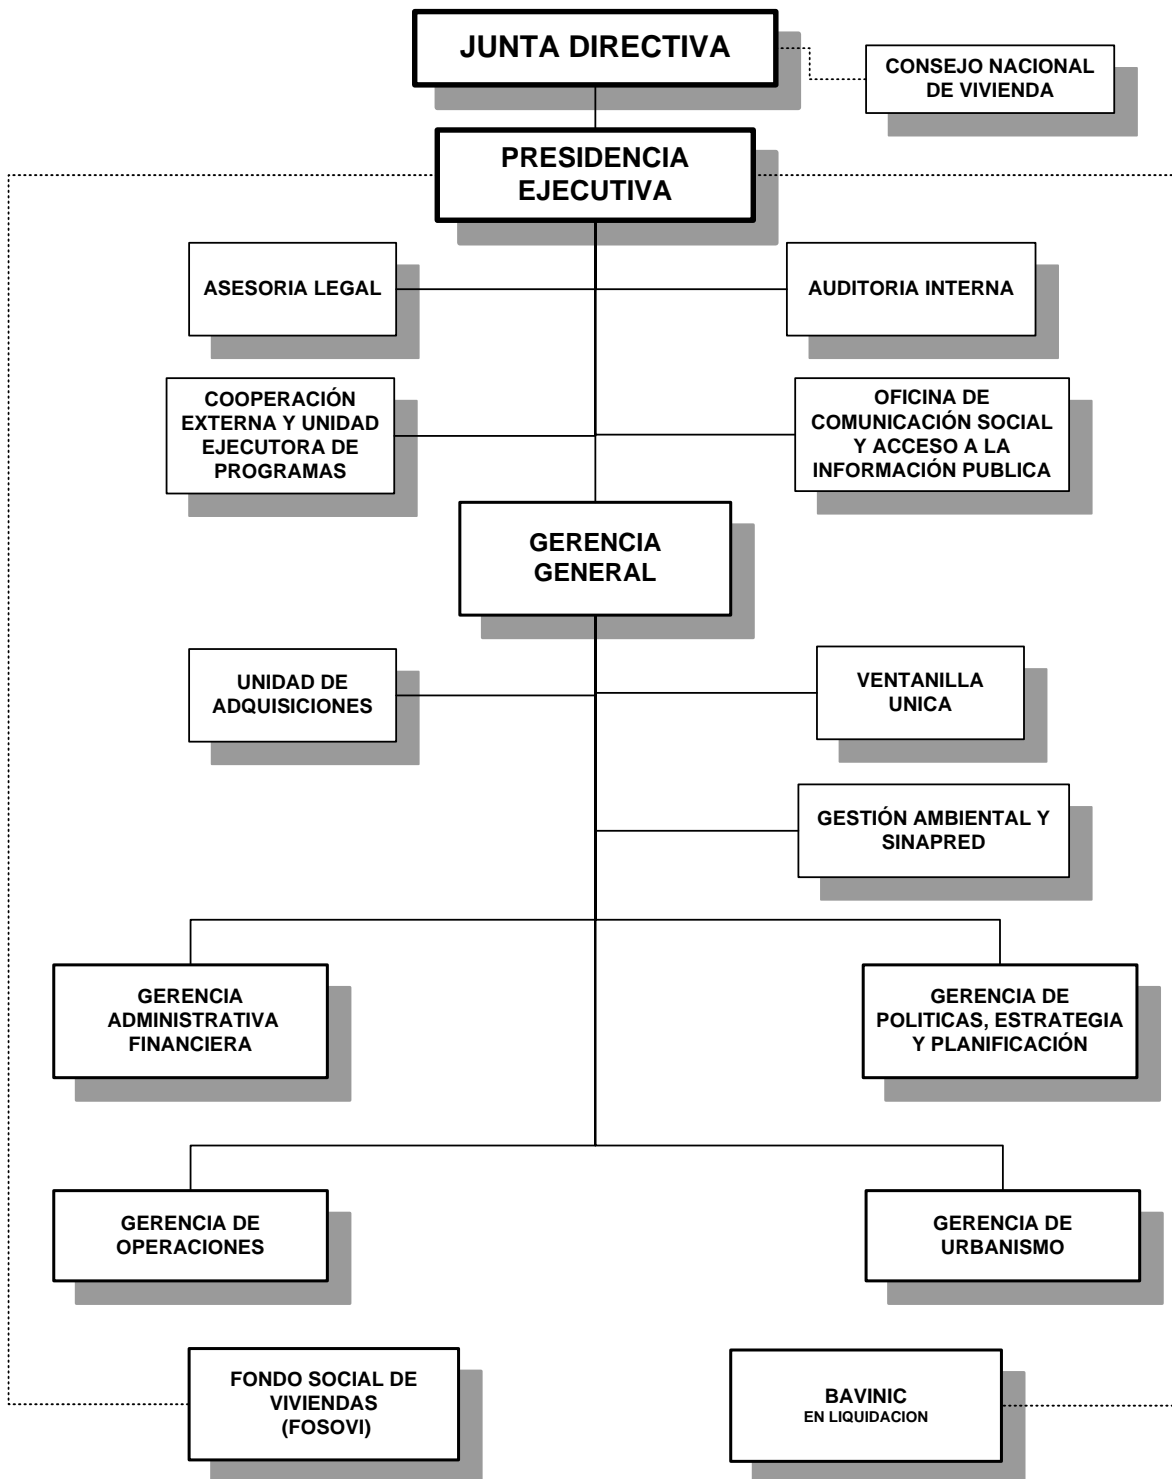 JUNTA DIRECTIVA
CONSEJO NACIONAL
DE VIVIENDA
PRESIDENCIA
EJECUTIVA
ASESORIA LEGAL
AUDITORIA INTERNA
COOPERACIÓN
EXTERNA Y UNIDAD
EJECUTORA DE
PROGRAMAS
OFICINA DE
COMUNICACIÓN SOCIAL
Y ACCESO A LA
INFORMACIÓN PUBLICA
GERENCIA
GENERAL
UNIDAD DE
ADQUISICIONES
VENTANILLA
UNICA
GESTIÓN AMBIENTAL Y
SINAPRED
GERENCIA
ADMINISTRATIVA
FINANCIERA
GERENCIA DE
POLITICAS, ESTRATEGIA
Y PLANIFICACIÓN
GERENCIA DE
OPERACIONES
GERENCIA DE
URBANISMO
FONDO SOCIAL DE
VIVIENDAS
(FOSOVI)
BAVINIC
EN LIQUIDACION